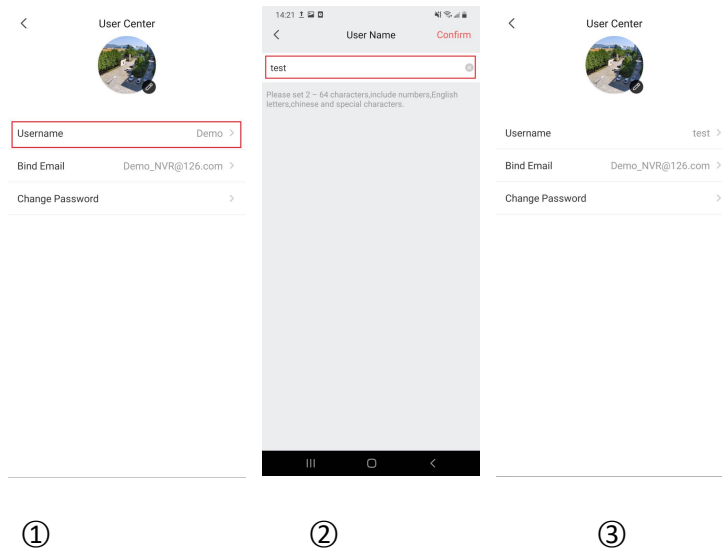 User Center
Username Demo
Bind Email Demo_NVR@126.com
Change Password
①
14:21
User Name Confirm
test
Please set 2 – 64 characters,include numbers,English
letters,chinese and special characters.
②
User Center
Username test
Bind Email Demo_NVR@126.com
Change Password
③